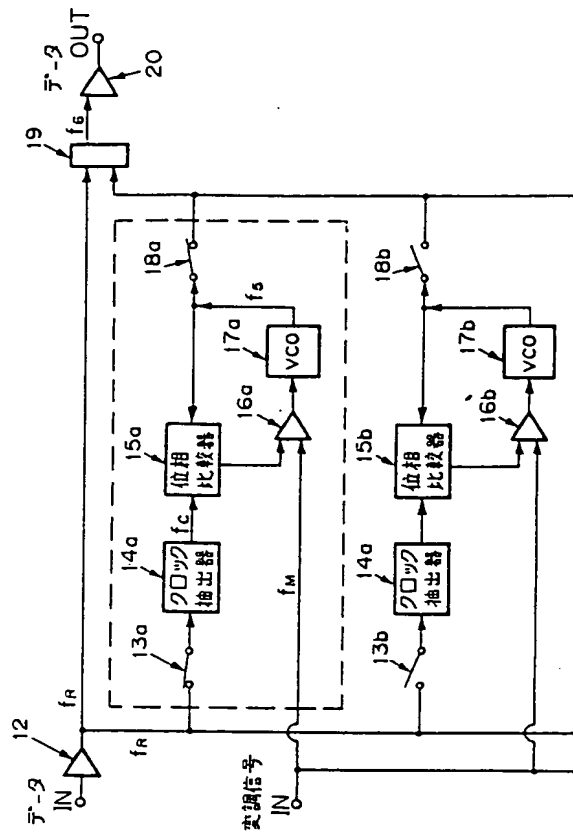 データ
IN
12
fR
fR
19
f6
データ
OUT
20
13a
14a
クロック
抽出器
fC
15a
位相
比較器
16a
17a
VCO
f5
18a
変調信号
IN
fM
13b
14a
クロック
抽出器
15b
位相
比較器
16b
17b
VCO
18b